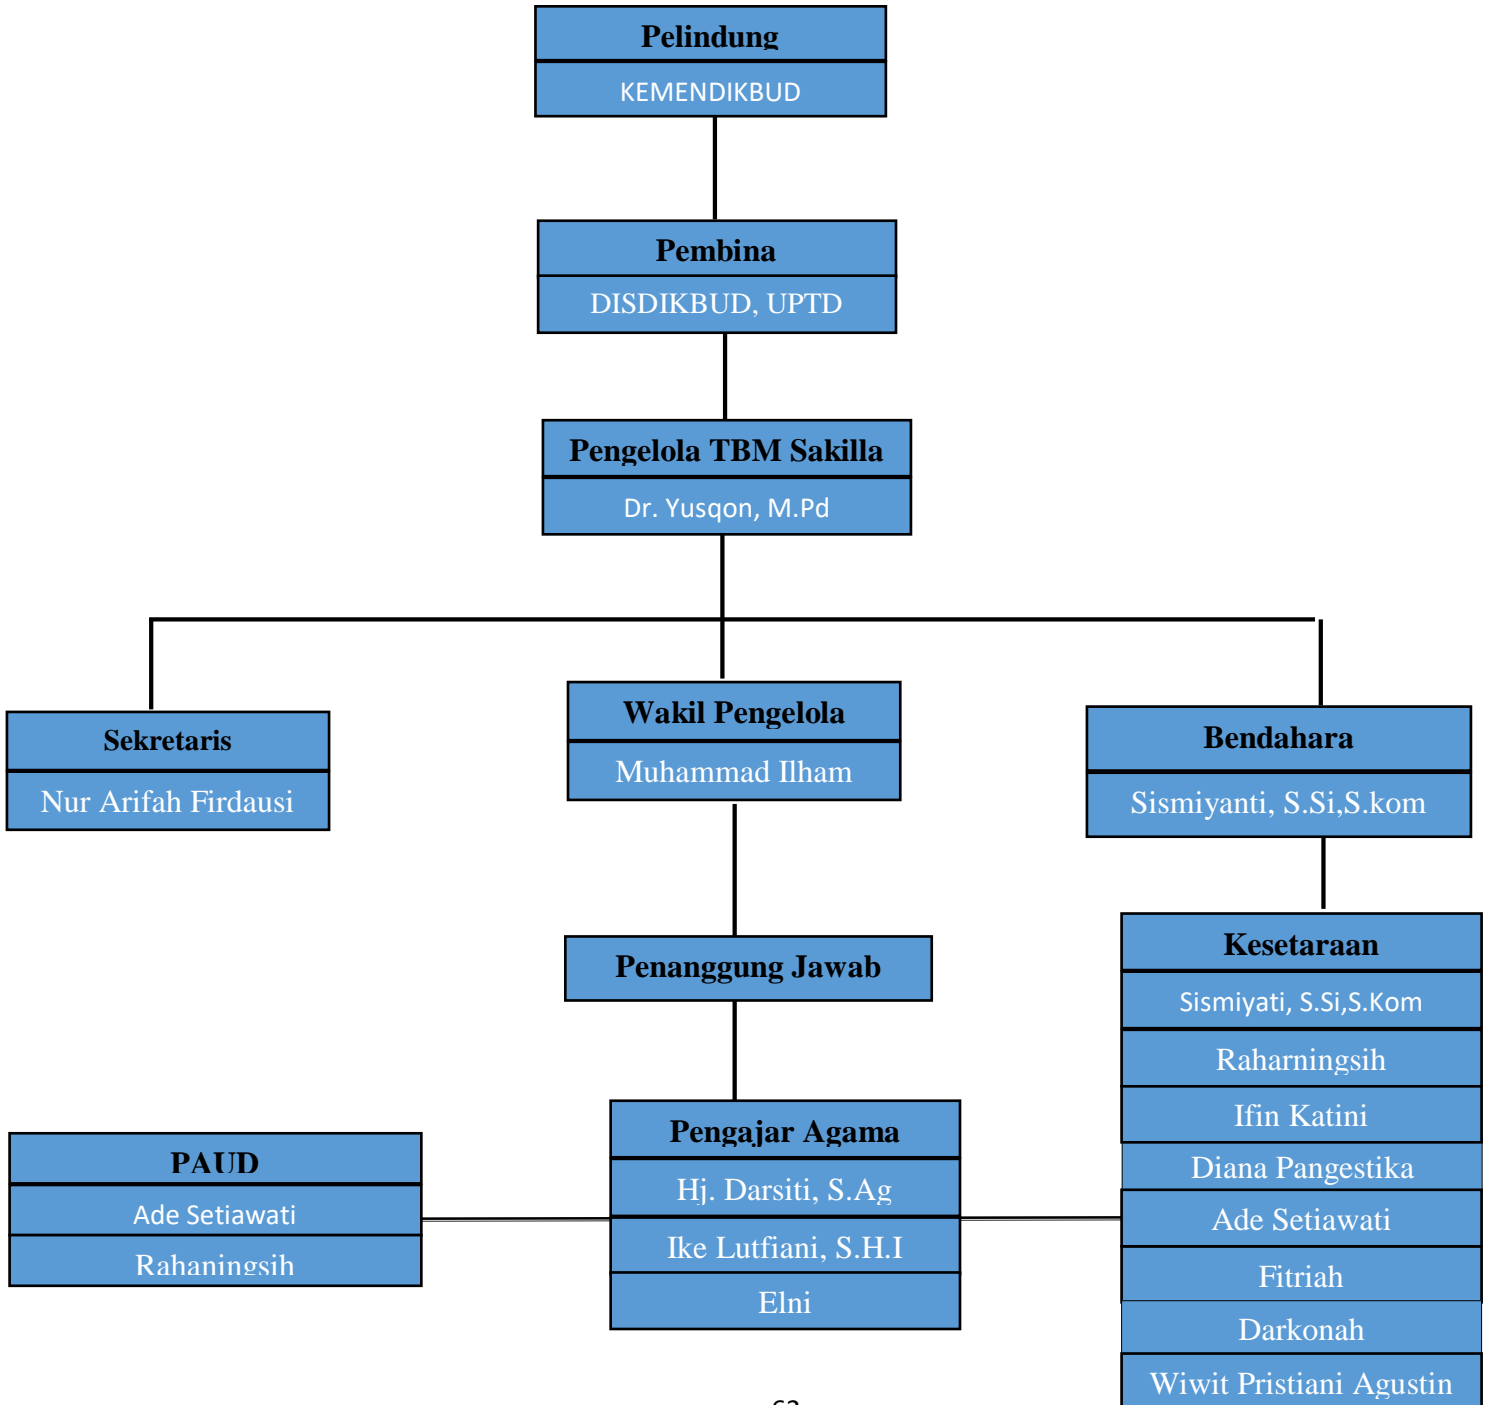 Pelindung
KEMENDIKBUD
Pembina
DISDIKBUD, UPTD
Pengelola TBM Sakilla
Dr. Yusqon, M.Pd
Sekretaris
Nur Arifah Firdausi
Wakil Pengelola
Muhammad Ilham
Bendahara
Sismiyanti, S.Si,S.kom
Penanggung Jawab
Kesetaraan
Sismiyati, S.Si,S.Kom
Raharningsih
Ifin Katini
Diana Pangestika
Ade Setiawati
Fitriah
Darkonah
Wiwit Pristiani Agustin
Pengajar Agama
Hj. Darsiti, S.Ag
Ike Lutfiani, S.H.I
Elni
PAUD
Ade Setiawati
Rahaningsih